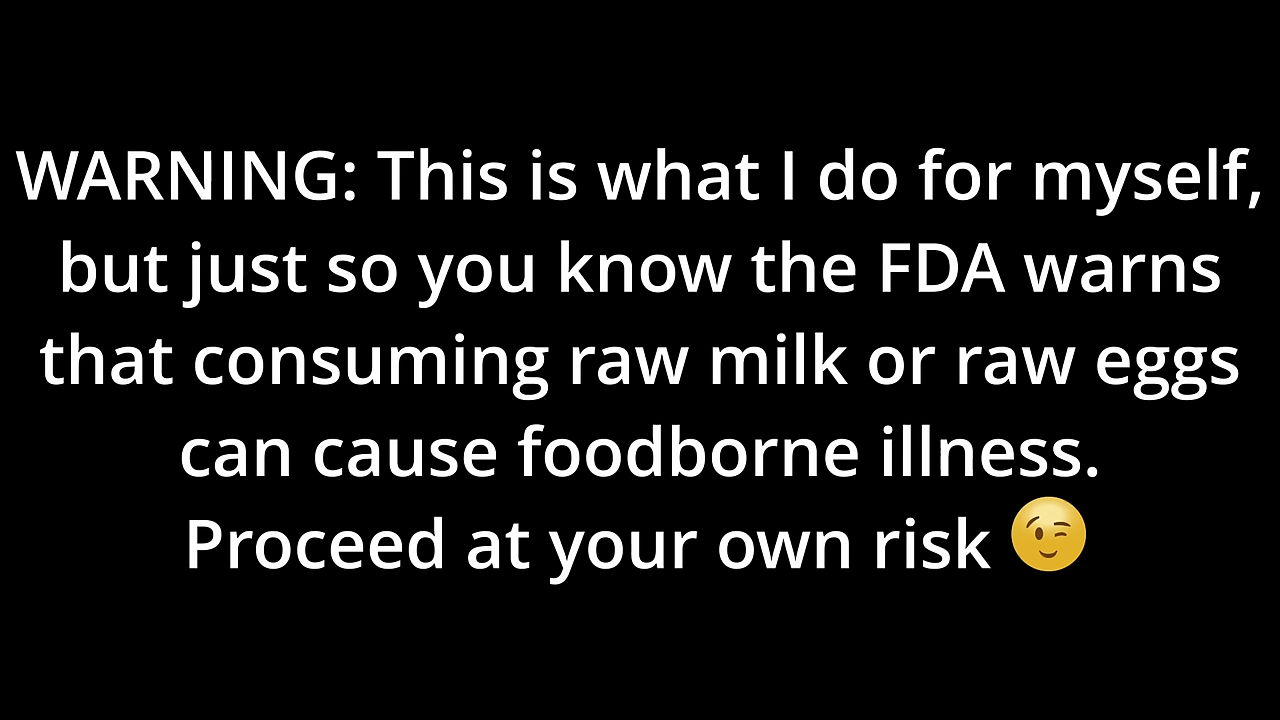 WARNING: This is what I do for myself,
but just so you know the FDA warns
that consuming raw milk or raw eggs
can cause foodborne illness.
Proceed at your own risk 😉